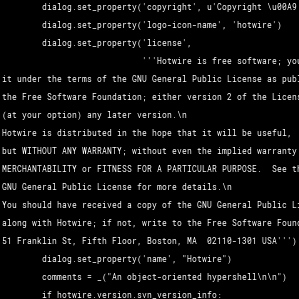 dialog.set_property('copyright', u'Copyright \u00A9
dialog.set_property('logo-icon-name', 'hotwire')
dialog.set_property('license',
'''Hotwire is free software; you
it under the terms of the GNU General Public License as publ
the Free Software Foundation; either version 2 of the Licens
(at your option) any later version.\n
Hotwire is distributed in the hope that it will be useful,
but WITHOUT ANY WARRANTY; without even the implied warranty
MERCHANTABILITY or FITNESS FOR A PARTICULAR PURPOSE.  See th
GNU General Public License for more details.\n
You should have received a copy of the GNU General Public Li
along with Hotwire; if not, write to the Free Software Found
51 Franklin St, Fifth Floor, Boston, MA  02110-1301 USA''')
dialog.set_property('name', "Hotwire")
comments = _("An object-oriented hypershell\n\n")
if hotwire.version.svn_version_info: